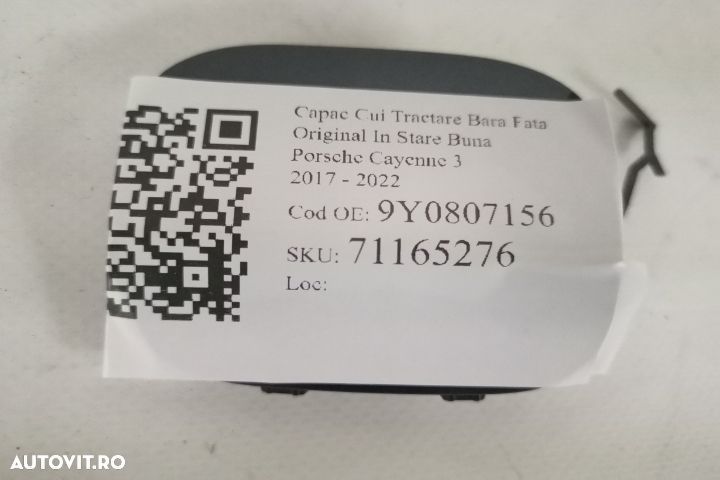 Capac Cui Tractare Bara Fata
Original In Stare Buna
Porsche Cayenne 3
2017 - 2022
Cod OE: 9Y0807156
SKU: 71165276
Loc:
AUTOVIT.RO